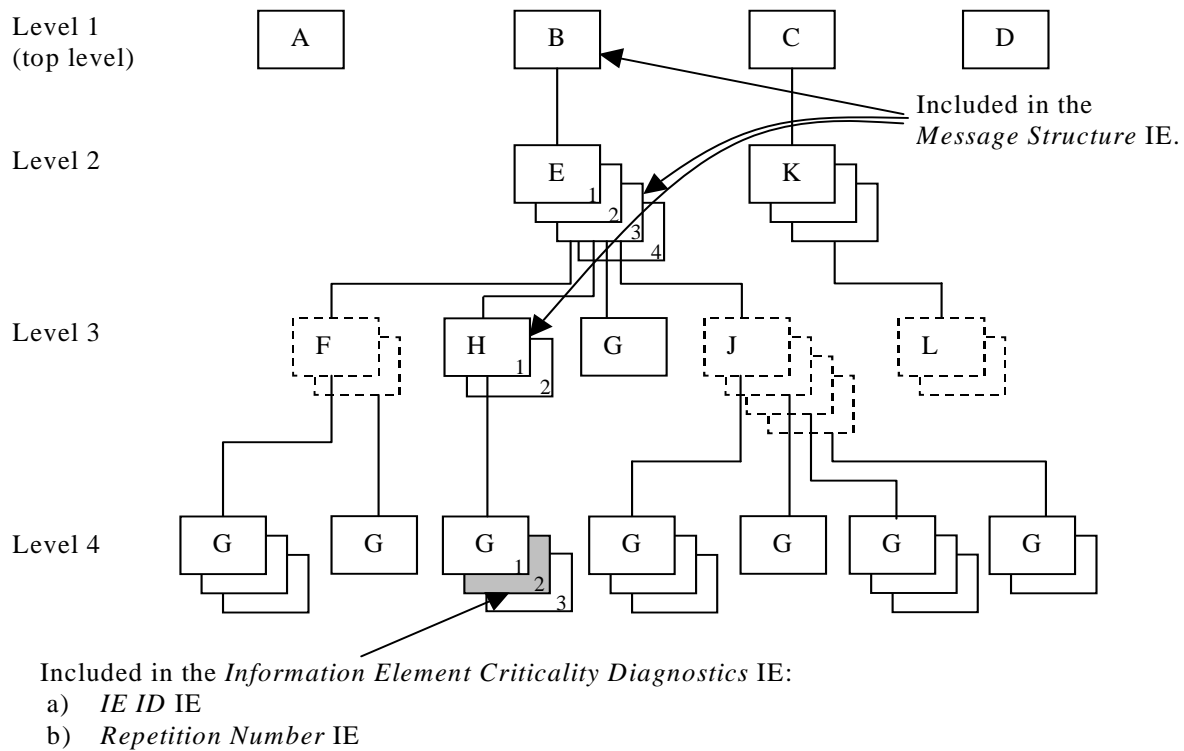 Level 1
(top level)
A
B
C
D
Included in the
Message Structure IE.
Level 2
E
1
2
3
4
K
Level 3
F
H
1
2
G
J
L
Level 4
G
G
G
1
2
3
G
G
G
G
Included in the Information Element Criticality Diagnostics IE:
a) IE ID IE
b) Repetition Number IE